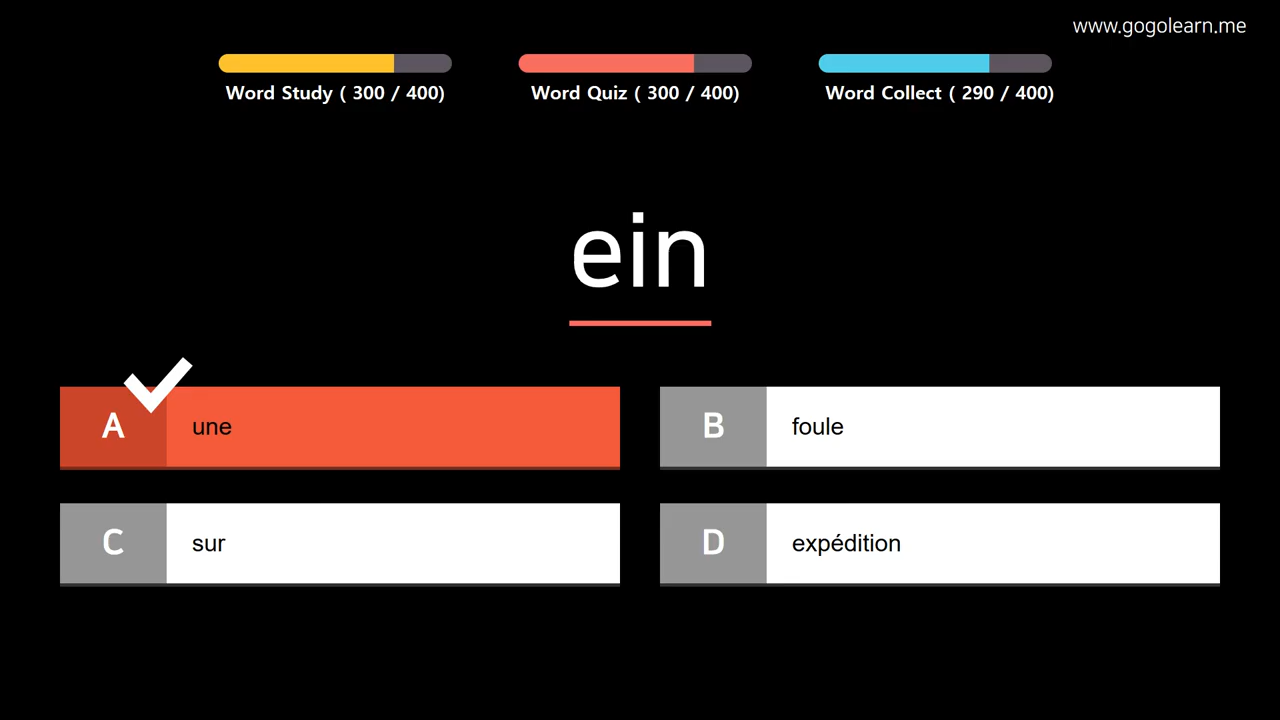 www.gogolearn.me
Word Study ( 300 / 400)
Word Quiz ( 300 / 400)
Word Collect ( 290 / 400)
ein
A une
B foule
C sur
D expédition